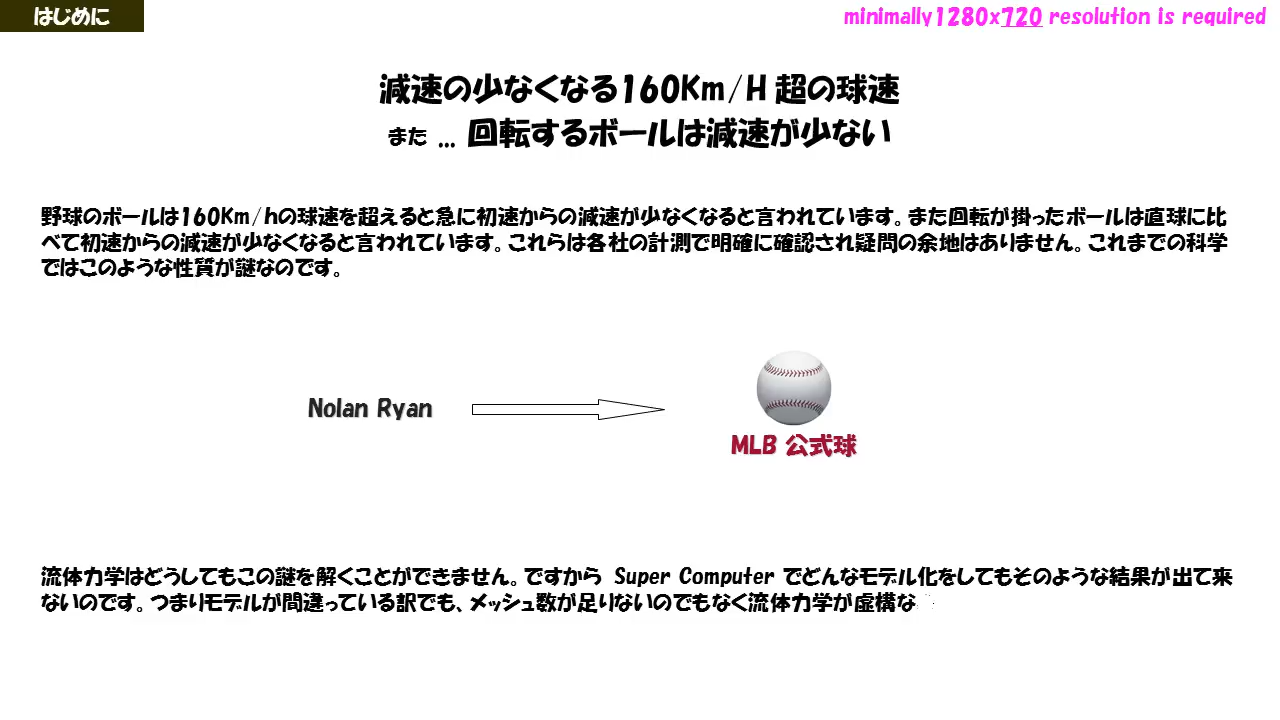 はじめに
minimally1280x720 resolution is required
減速の少なくなる160Km/H 超の球速
また ... 回転するボールは減速が少ない
野球のボールは160Km/hの球速を超えると急に初速からの減速が少なくなると言われています。また回転が掛ったボールは直球に比
べて初速からの減速が少なくなると言われています。これらは各社の計測で明確に確認され疑問の余地はありません。これまでの科学
ではこのような性質が謎なのです。
Nolan Ryan
MLB 公式球
流体力学はどうしてもこの謎を解くことができません。ですから Super Computer でどんなモデル化をしてもそのような結果が出て来
ないのです。つまりモデルが間違っている訳でも、メッシュ数が足りないのでもなく流体力学が虚構な